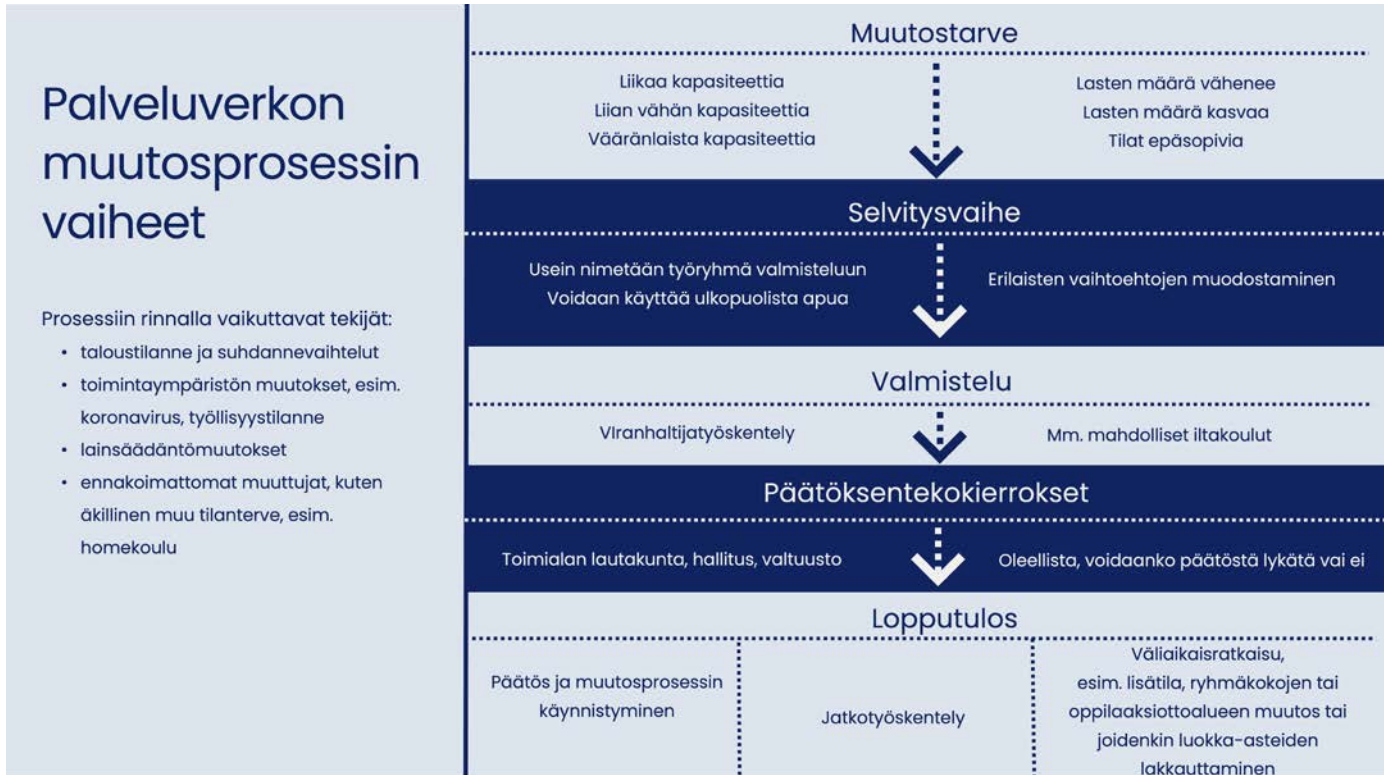 Palveluverkon
muutosprosessin
vaiheet
Prosessiin rinnalla vaikuttavat tekijät:
• taloustilanne ja suhdannevaihtelut
• toimintaympäristön muutokset, esim.
koronavirus, työllisyystilanne
• lainsäädäntömuutokset
• ennakoimattomat muuttujat, kuten
äkillinen muu tilanterve, esim.
homekoulu
Muutostarve
Liikaa kapasiteettia
Liian vähän kapasiteettia
Vääränlaista kapasiteettia
Lasten määrä vähenee
Lasten määrä kasvaa
Tilat epäsopivia
Selvitysvaihe
Usein nimetään työryhmä valmisteluun
Voidaan käyttää ulkopuolista apua
Erilaisten vaihtoehtojen muodostaminen
Valmistelu
VIranhaltijatyöskentely
Mm. mahdolliset iltakoulut
Päätöksentekokierrokset
Toimialan lautakunta, hallitus, valtuusto
Oleellista, voidaanko päätöstä lykätä vai ei
Lopputulos
Päätös ja muutosprosessin
käynnistyminen
Jatkotyöskentely
Väliaikaisratkaisu,
esim. lisätila, ryhmäkokojen tai
oppilaaksiottoalueen muutos tai
joidenkin luokka-asteiden
lakkauttaminen